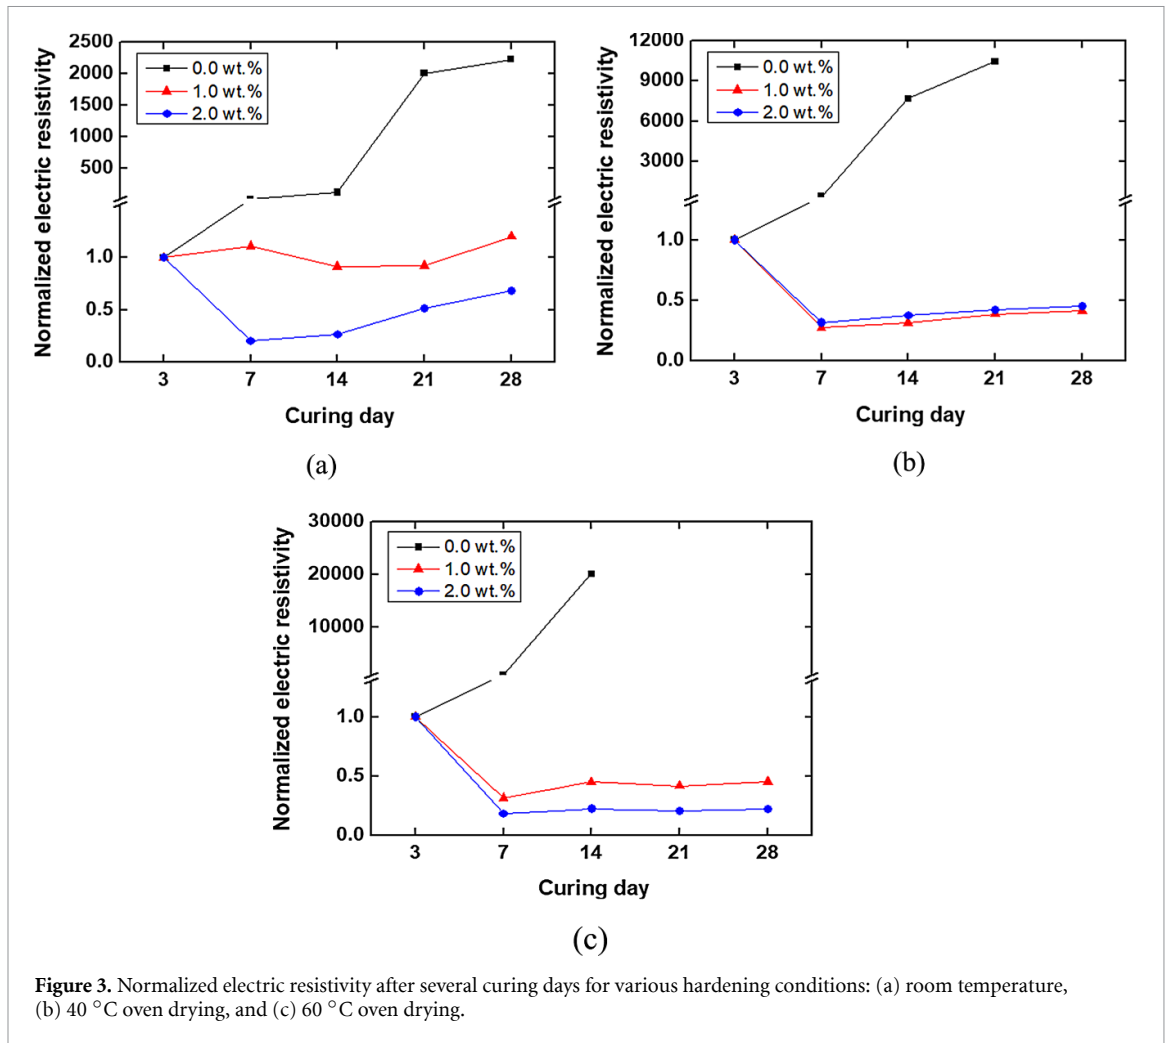 2500
2000
1500
1000
500
1.0
0.5
0.0
Normalized electric resistivity
0.0 wt.%
1.0 wt.%
2.0 wt.%
3 7 14 21 28
Curing day
(a)
12000
9000
6000
3000
1.0
0.5
0.0
Normalized electric resistivity
0.0 wt.%
1.0 wt.%
2.0 wt.%
3 7 14 21 28
Curing day
(b)
30000
20000
10000
1.0
0.5
0.0
Normalized electric resistivity
0.0 wt.%
1.0 wt.%
2.0 wt.%
3 7 14 21 28
Curing day
(c)
Figure 3. Normalized electric resistivity after several curing days for various hardening conditions: (a) room temperature,
(b) 40 °C oven drying, and (c) 60 °C oven drying.